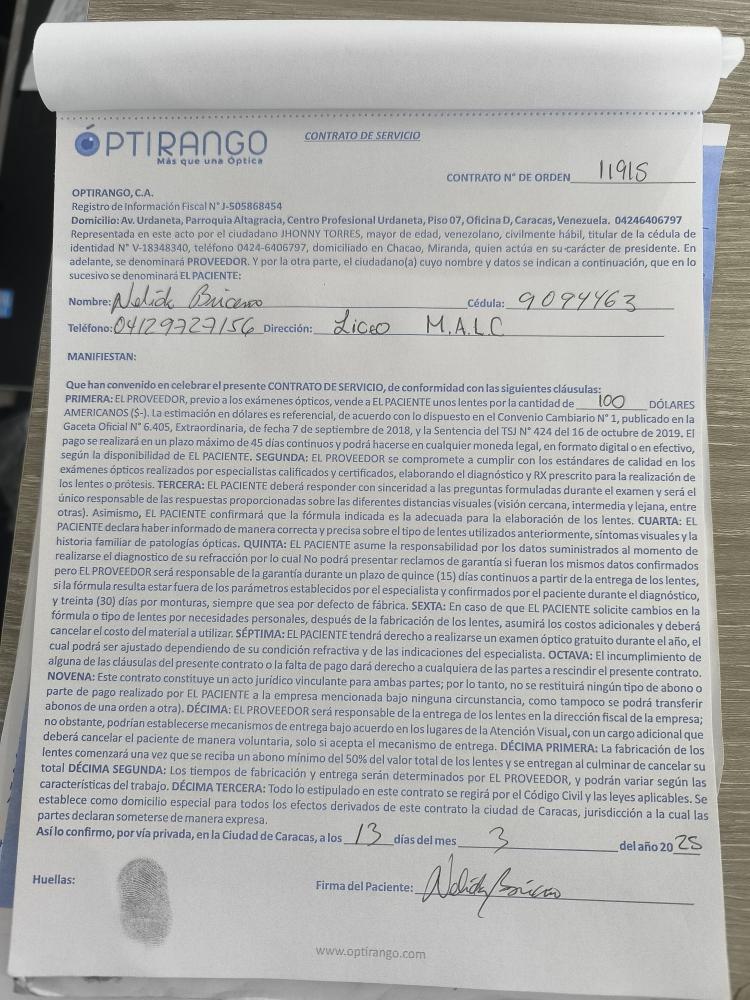 ÓPTIRANGO
Más que una Óptica
CONTRATO DE SERVICIO
CONTRATO N° DE ORDEN 11915
OPTIRANGO, C.A.
Registro de Información Fiscal N° J-505868454
Domicilio: Av. Urdaneta, Parroquia Altagracia, Centro Profesional Urdaneta, Piso 07, Oficina D, Caracas, Venezuela. 04246406797
Representada en este acto por el ciudadano JHONNY TORRES, mayor de edad, venezolano, civilmente hábil, titular de la cédula de
identidad N° V-18348340, teléfono 0424-6406797, domiciliado en Chacao, Miranda, quien actúa en su carácter de presidente. En
adelante, se denominará PROVEEDOR. Y por la otra parte, el ciudadano(a) cuyo nombre y datos se indican a continuación, que en lo
sucesivo se denominará EL PACIENTE:
Nombre: Nelida Briceno Cédula: 9094463
Teléfono: 04129727156 Dirección: Liceo M.A.L.C
MANIFIESTAN:
Que han convenido en celebrar el presente CONTRATO DE SERVICIO, de conformidad con las siguientes cláusulas:
PRIMERA: EL PROVEEDOR, previo a los exámenes ópticos, vende a EL PACIENTE unos lentes por la cantidad de 100 DÓLARES
AMERICANOS ($-). La estimación en dólares es referencial, de acuerdo con lo dispuesto en el Convenio Cambiario N° 1, publicado en la
Gaceta Oficial N° 6.405, Extraordinaria, de fecha 7 de septiembre de 2018, y la Sentencia del TSJ N° 424 del 16 de octubre de 2019. El
pago se realizará en un plazo máximo de 45 días continuos y podrá hacerse en cualquier moneda legal, en formato digital o en efectivo,
según la disponibilidad de EL PACIENTE. SEGUNDA: EL PROVEEDOR se compromete a cumplir con los estándares de calidad en los
exámenes ópticos realizados por especialistas calificados y certificados, elaborando el diagnóstico y RX prescrito para la realización de
los lentes o prótesis. TERCERA: EL PACIENTE deberá responder con sinceridad a las preguntas formuladas durante el examen y será el
único responsable de las respuestas proporcionadas sobre las diferentes distancias visuales (visión cercana, intermedia y lejana, entre
otras). Asimismo, EL PACIENTE confirmará que la fórmula indicada es la adecuada para la elaboración de los lentes. CUARTA: EL
PACIENTE declara haber informado de manera correcta y precisa sobre el tipo de lentes utilizados anteriormente, síntomas visuales y la
historia familiar de patologías ópticas. QUINTA: EL PACIENTE asume la responsabilidad por los datos suministrados al momento de
realizarse el diagnostico de su refracción por lo cual No podrá presentar reclamos de garantía si fueran los mismos datos confirmados
pero EL PROVEEDOR será responsable de la garantía durante un plazo de quince (15) días continuos a partir de la entrega de los lentes,
si la fórmula resulta estar fuera de los parámetros establecidos por el especialista y confirmados por el paciente durante el diagnóstico,
y treinta (30) días por monturas, siempre que sea por defecto de fábrica. SEXTA: En caso de que EL PACIENTE solicite cambios en la
fórmula o tipo de lentes por necesidades personales, después de la fabricación de los lentes, asumirá los costos adicionales y deberá
cancelar el costo del material a utilizar. SÉPTIMA: EL PACIENTE tendrá derecho a realizarse un examen óptico gratuito durante el año, el
cual podrá ser ajustado dependiendo de su condición refractiva y de las indicaciones del especialista. OCTAVA: El incumplimiento de
alguna de las cláusulas del presente contrato o la falta de pago dará derecho a cualquiera de las partes a rescindir el presente contrato.
NOVENA: Este contrato constituye un acto jurídico vinculante para ambas partes; por lo tanto, no se restituirá ningún tipo de abono o
parte de pago realizado por EL PACIENTE a la empresa mencionada bajo ninguna circunstancia, como tampoco se podrá transferir
abonos de una orden a otra). DÉCIMA: EL PROVEEDOR será responsable de la entrega de los lentes en la dirección fiscal de la empresa;
no obstante, podrían establecerse mecanismos de entrega bajo acuerdo en los lugares de la Atención Visual, con un cargo adicional que
deberá cancelar el paciente de manera voluntaria, solo si acepta el mecanismo de entrega. DÉCIMA PRIMERA: La fabricación de los
lentes comenzará una vez que se reciba un abono mínimo del 50% del valor total de los lentes y se entregan al culminar de cancelar su
total DÉCIMA SEGUNDA: Los tiempos de fabricación y entrega serán determinados por EL PROVEEDOR, y podrán variar según las
características del trabajo. DÉCIMA TERCERA: Todo lo estipulado en este contrato se regirá por el Código Civil y las leyes aplicables. Se
establece como domicilio especial para todos los efectos derivados de este contrato la ciudad de Caracas, jurisdicción a la cual las
partes declaran someterse de manera expresa.
Así lo confirmo, por vía privada, en la Ciudad de Caracas, a los 13 días del mes 3 del año 2025
Huellas:
Firma del Paciente: Nelida Briceno
www.optirango.com